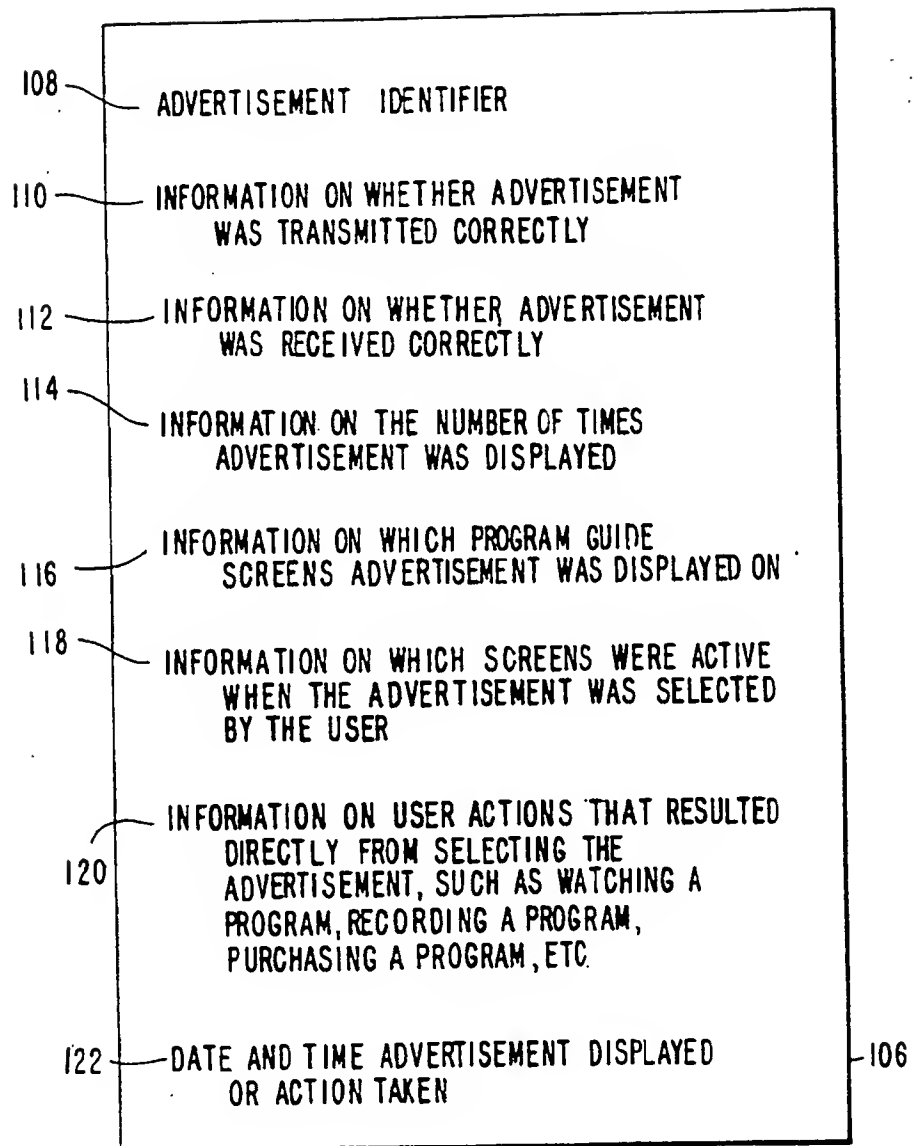 108 ADVERTISEMENT IDENTIFIER
110 INFORMATION ON WHETHER ADVERTISEMENT
WAS TRANSMITTED CORRECTLY
112 INFORMATION ON WHETHER ADVERTISEMENT
WAS RECEIVED CORRECTLY
114 INFORMATION ON THE NUMBER OF TIMES
ADVERTISEMENT WAS DISPLAYED
116 INFORMATION ON WHICH PROGRAM GUIDE
SCREENS ADVERTISEMENT WAS DISPLAYED ON
118 INFORMATION ON WHICH SCREENS WERE ACTIVE
WHEN THE ADVERTISEMENT WAS SELECTED
BY THE USER
120 INFORMATION ON USER ACTIONS THAT RESULTED
DIRECTLY FROM SELECTING THE
ADVERTISEMENT, SUCH AS WATCHING A
PROGRAM, RECORDING A PROGRAM,
PURCHASING A PROGRAM, ETC.
122 DATE AND TIME ADVERTISEMENT DISPLAYED 106
OR ACTION TAKEN